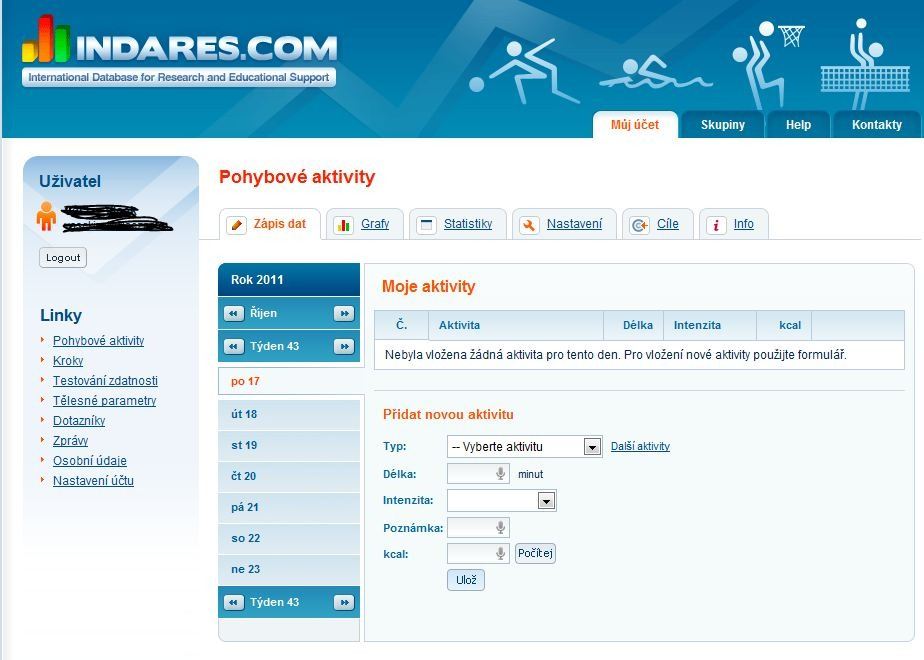 INDARES.COM
International Database for Research and Educational Support
Můj účet
Skupiny
Help
Kontakty
Uživatel
Logout
Linky
Pohybové aktivity
Kroky
Testování zdatnosti
Tělesné parametry
Dotazníky
Zprávy
Osobní údaje
Nastavení účtu
Pohybové aktivity
Zápis dat
Grafy
Statistiky
Nastavení
Cíle
Info
Rok 2011
Říjen
Týden 43
po 17
út 18
st 19
čt 20
pá 21
so 22
ne 23
Týden 43
Moje aktivity
Č. Aktivita Délka Intenzita kcal
Nebyla vložena žádná aktivita pro tento den. Pro vložení nové aktivity použijte formulář.
Přidat novou aktivitu
Typ: -- Vyberte aktivitu Další aktivity
Délka: minut
Intenzita:
Poznámka:
kcal: Počítej
Ulož